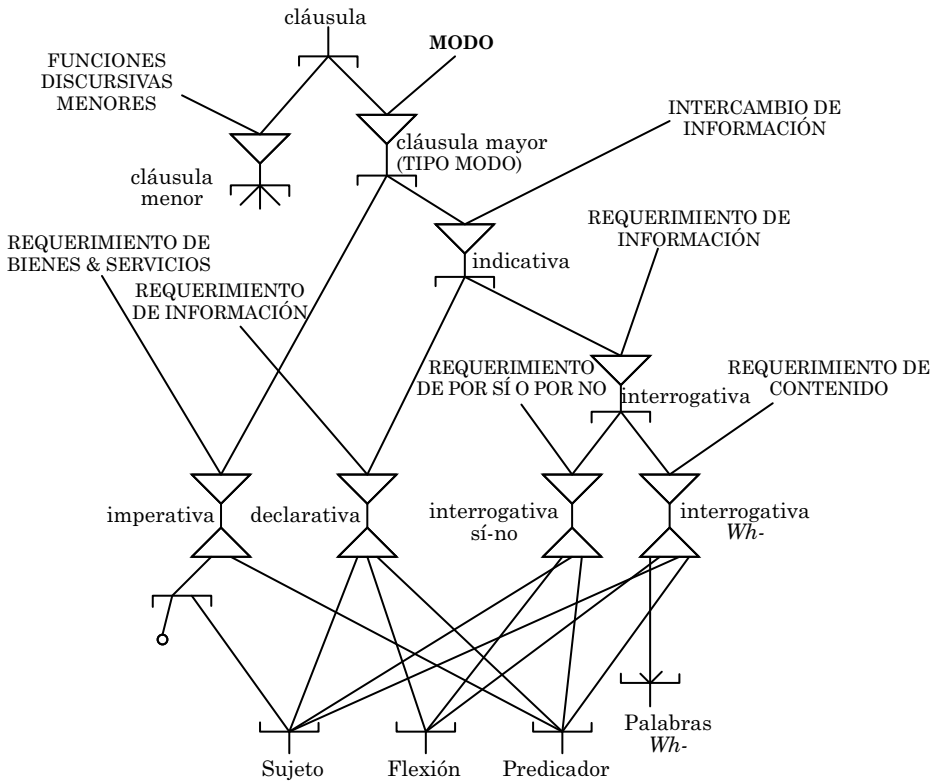 cláusula
MODO
FUNCIONES
DISCURSIVAS
MENORES
INTERCAMBIO DE
INFORMACIÓN
cláusula mayor
(TIPO MODO)
cláusula
menor
REQUERIMIENTO DE
INFORMACIÓN
REQUERIMIENTO DE
BIENES & SERVICIOS
indicativa
REQUERIMIENTO
DE INFORMACIÓN
REQUERIMIENTO
DE POR SÍ O POR NO
REQUERIMIENTO DE
CONTENIDO
interrogativa
imperativa
declarativa
interrogativa
sí-no
interrogativa
Wh-
Palabras
Wh-
Sujeto
Flexión
Predicador